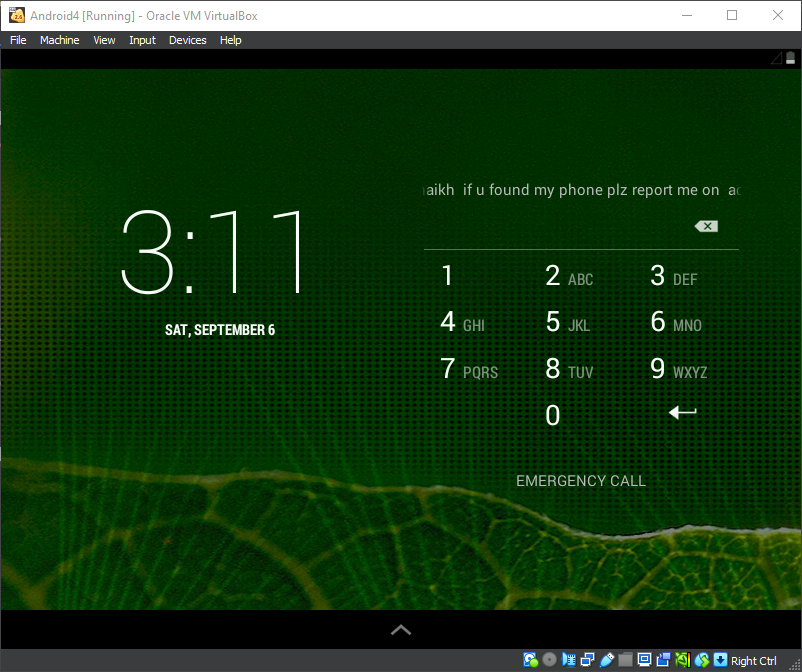 Android4 [Running] - Oracle VM VirtualBox
File Machine View Input Devices Help
if u found my phone plz report me on
3:11
SAT, SEPTEMBER 6
1
2 ABC
3 DEF
4 GHI
5 JKL
6 MNO
7 PQRS
8 TUV
9 WXYZ
0
EMERGENCY CALL
Right Ctrl